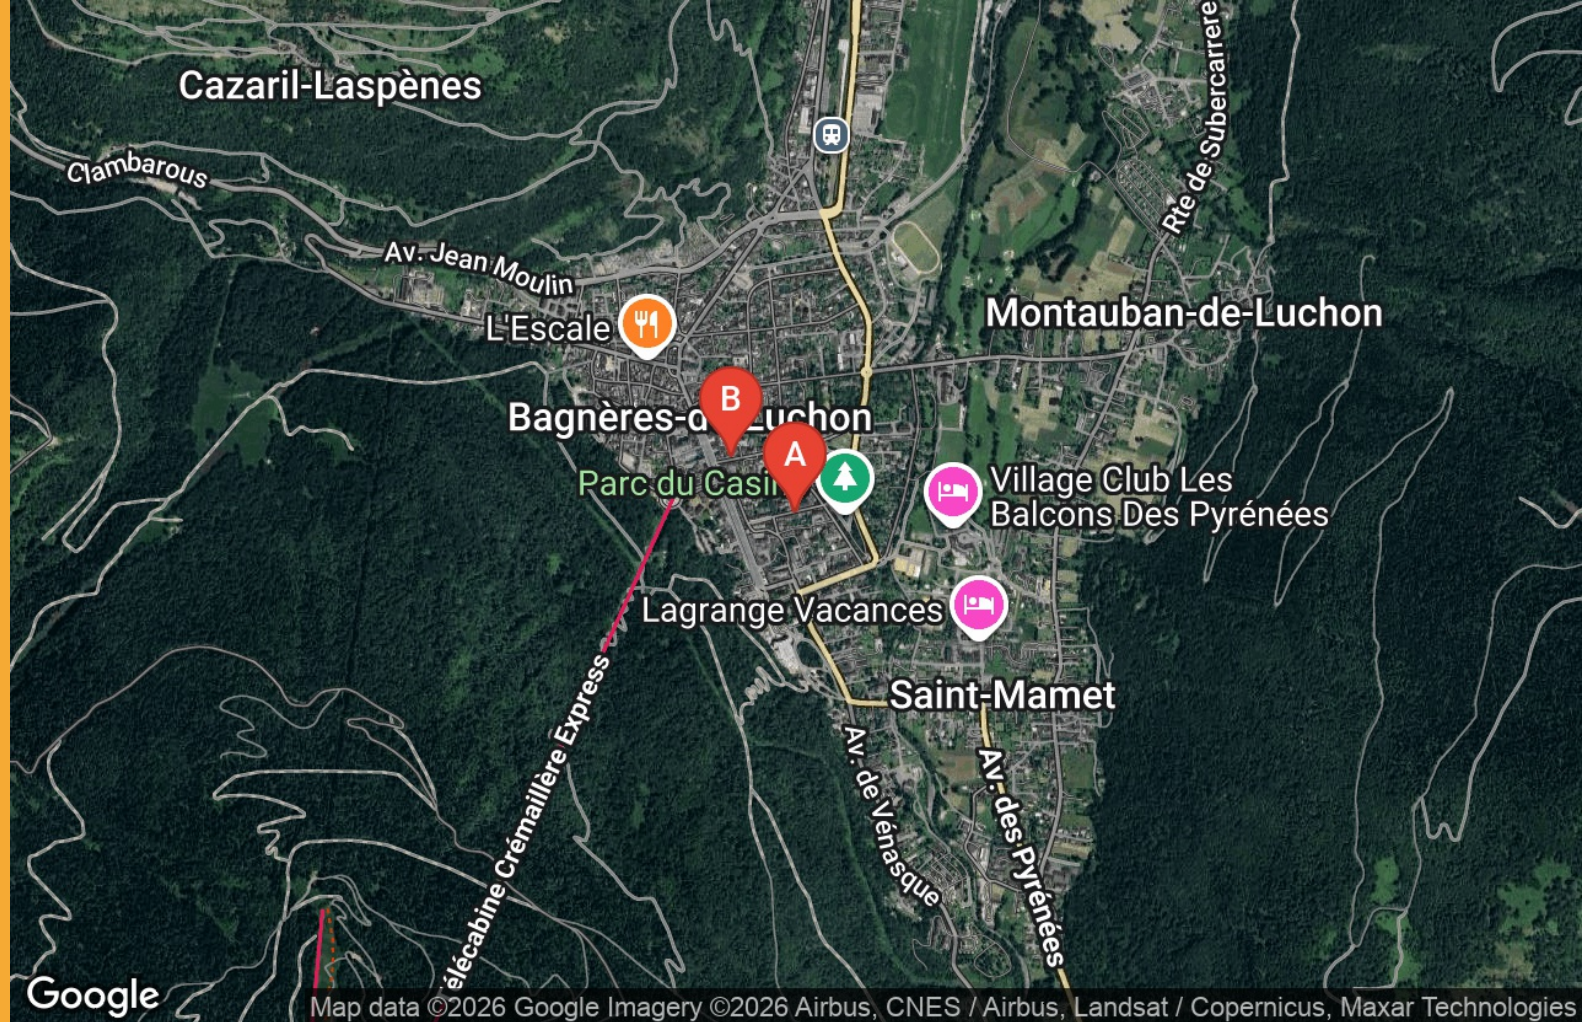 Cazaril-Laspènes
Clambarous
Rte de Subercarrere
Av. Jean Moulin
L'Escale
Montauban-de-Luchon
B
Bagnères-d Luchon
A
Parc du Casi
Village Club Les
Balcons Des Pyrénées
Lagrange Vacances
Saint-Mamet
Télécabine Crémaillère Express
Av. de Vénasque
Av. des Pyrénées
Google
Map data ©2026 Google Imagery ©2026 Airbus, CNES / Airbus, Landsat / Copernicus, Maxar Technologies